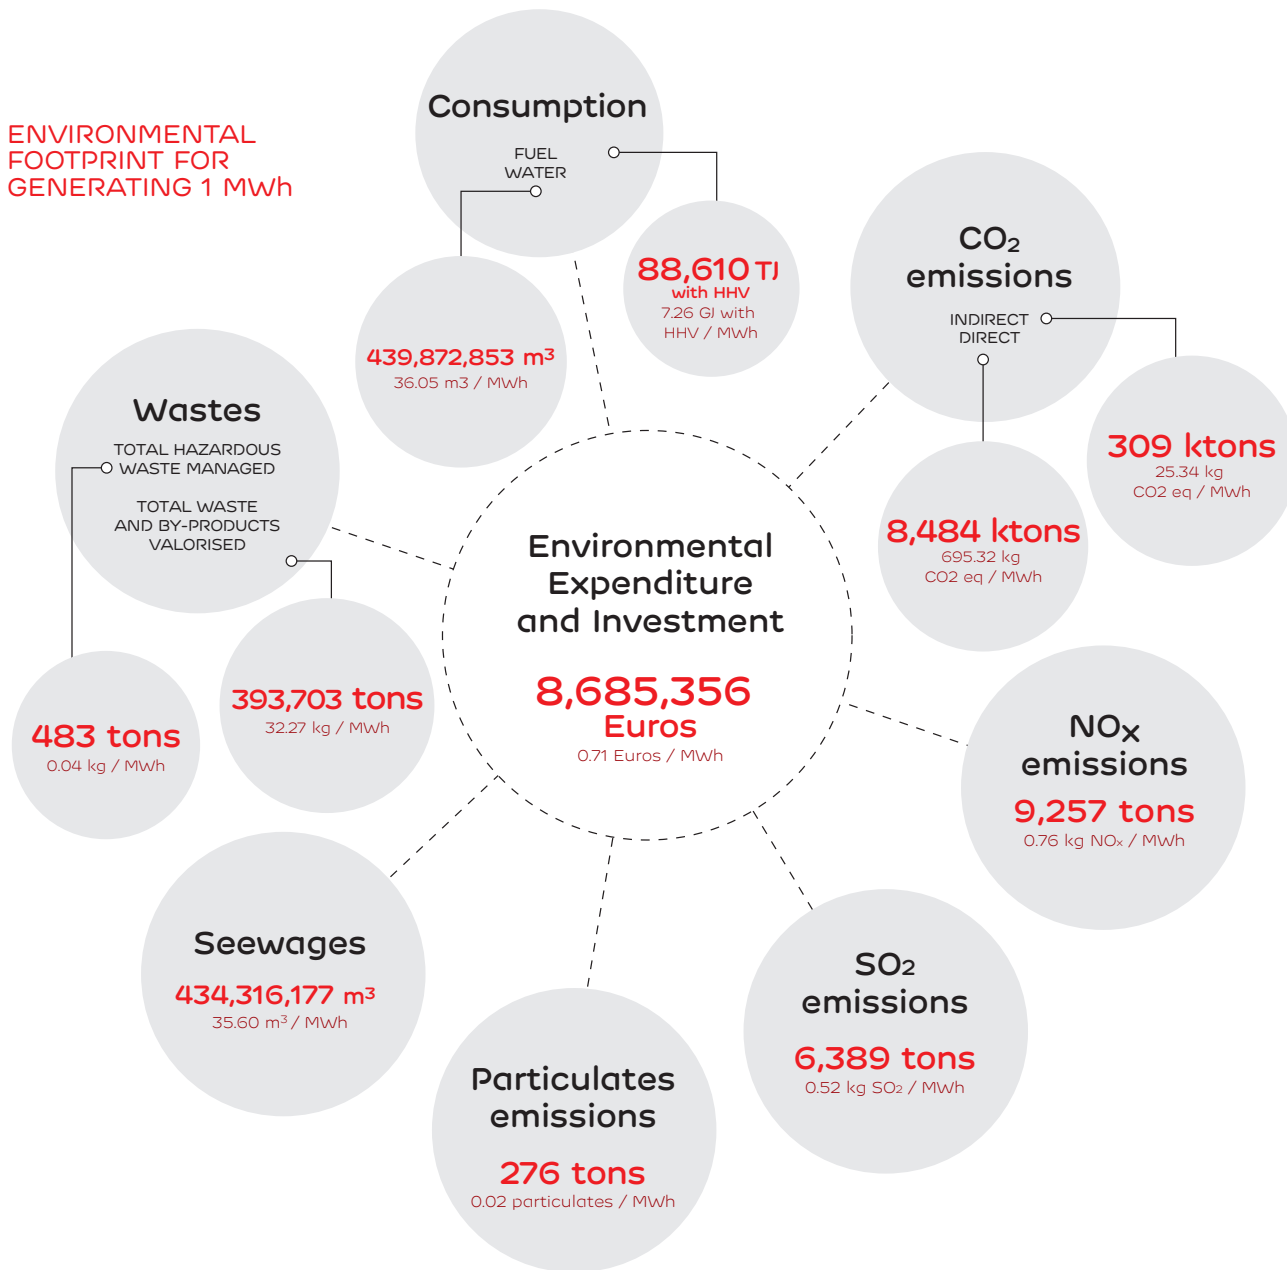 ENVIRONMENTAL
FOOTPRINT FOR
GENERATING 1 MWh
Consumption
FUEL
WATER
88,610 TJ
with HHV
7.26 GJ with
HHV / MWh
439,872,853 m³
36.05 m3 / MWh
CO₂
emissions
INDIRECT
DIRECT
309 ktons
25.34 kg
CO2 eq / MWh
8,484 ktons
695.32 kg
CO2 eq / MWh
Wastes
TOTAL HAZARDOUS
WASTE MANAGED
TOTAL WASTE
AND BY-PRODUCTS
VALORISED
483 tons
0.04 kg / MWh
393,703 tons
32.27 kg / MWh
Environmental
Expenditure
and Investment
8,685,356
Euros
0.71 Euros / MWh
NOx
emissions
9,257 tons
0.76 kg NOx / MWh
Seewages
434,316,177 m³
35.60 m³ / MWh
SO₂
emissions
6,389 tons
0.52 kg SO₂ / MWh
Particulates
emissions
276 tons
0.02 particulates / MWh